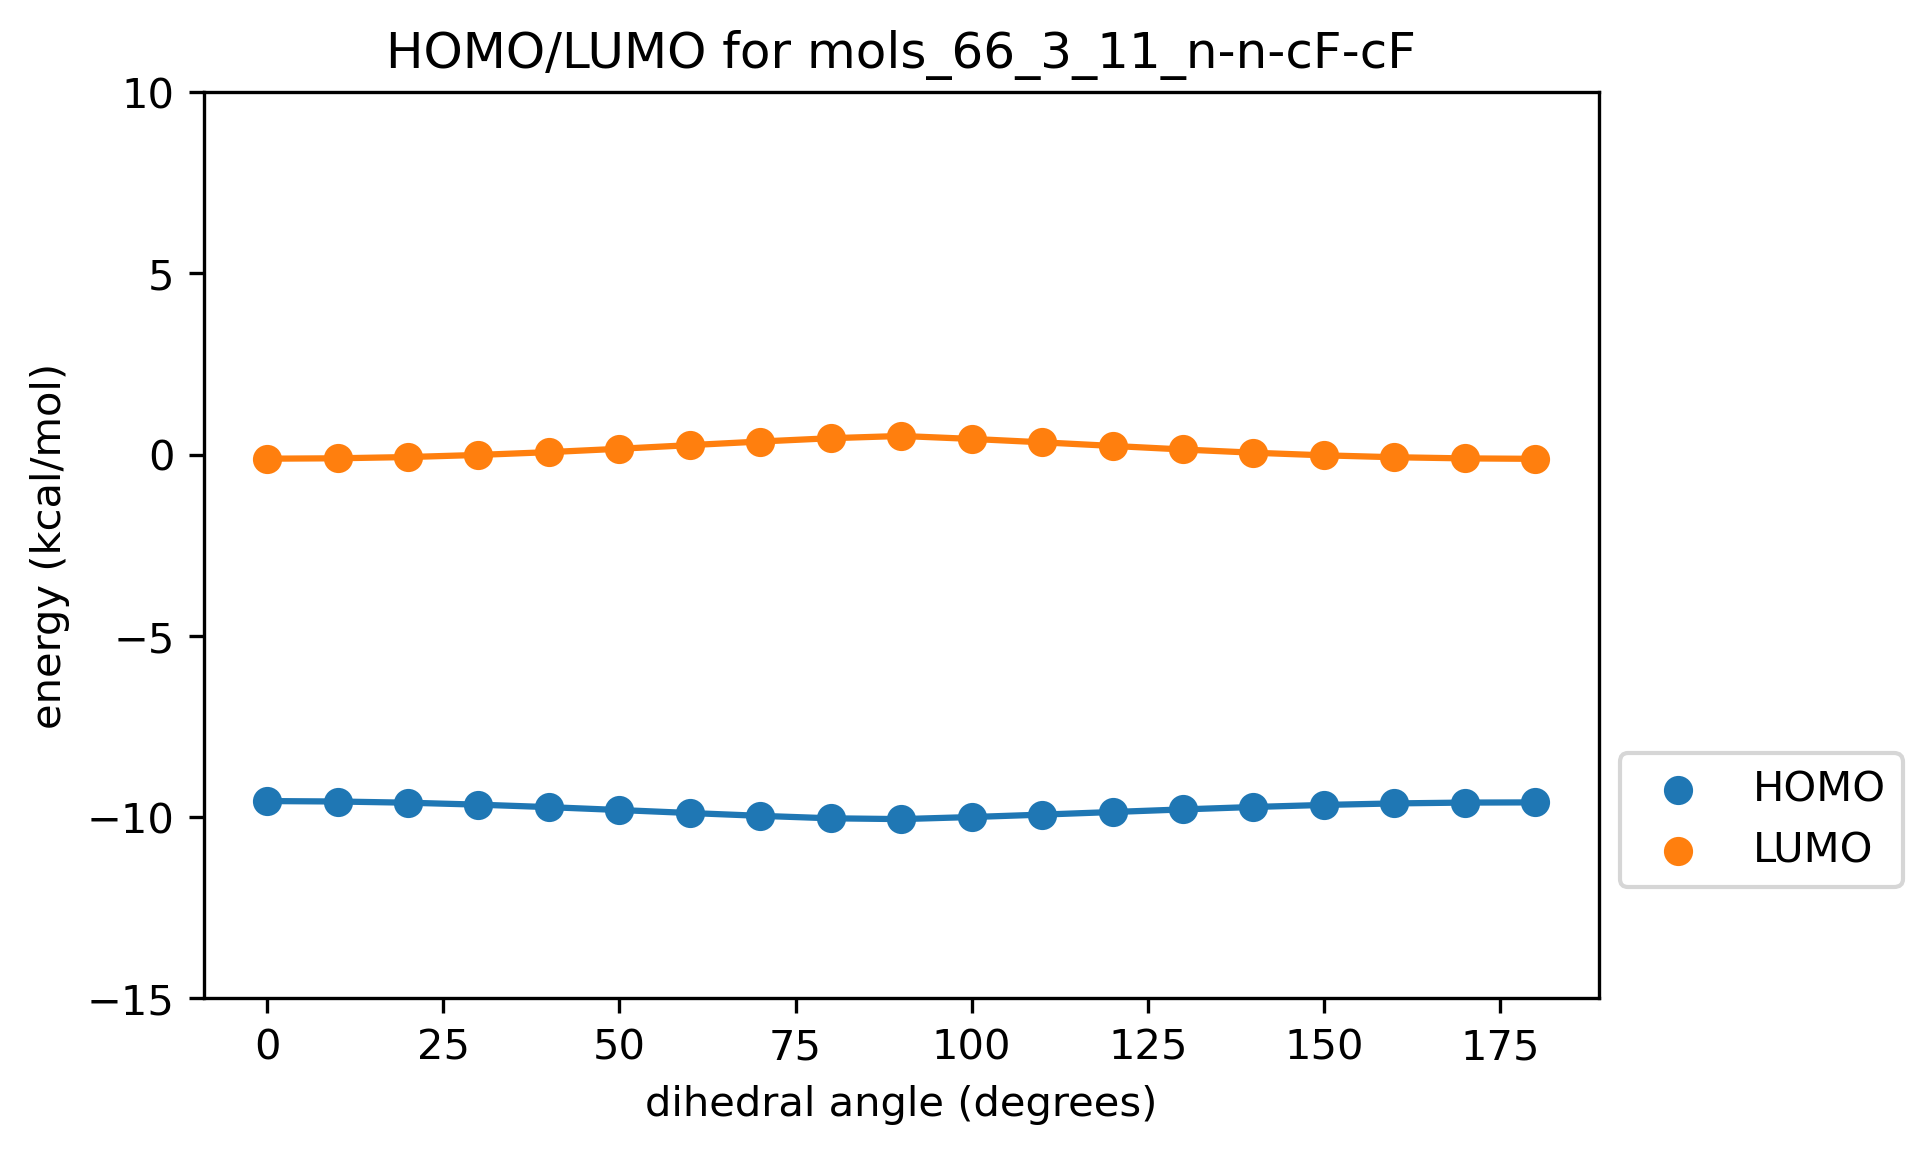 HOMO/LUMO for mols_66_3_11_n-n-cF-cF
10
5
0
−5
−10
−15
energy (kcal/mol)
0 25 50 75 100 125 150 175
dihedral angle (degrees)
HOMO
LUMO